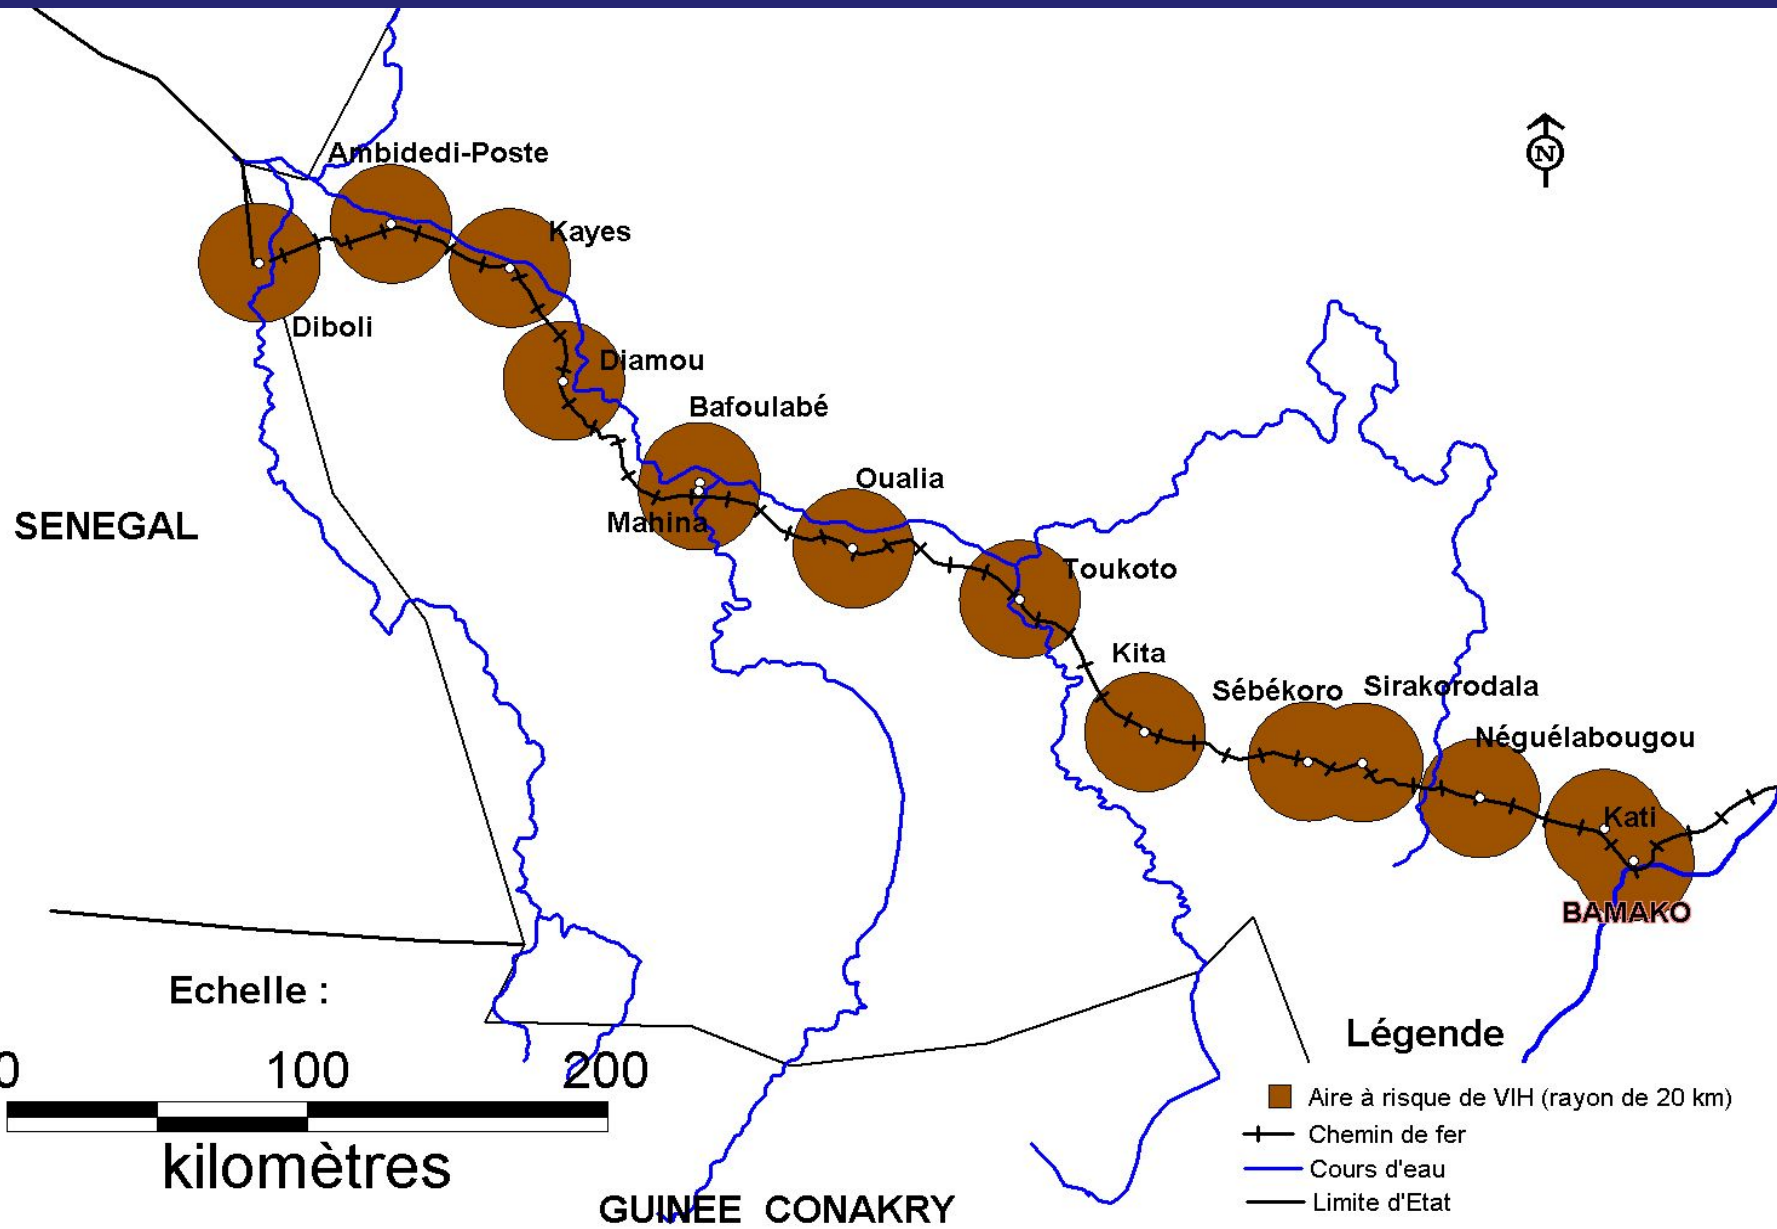 Ambidedi-Poste
Kayes
Diboli
Diamou
Bafoulabé
Oualia
Mahina
SENEGAL
Toukoto
Kita
Sébékoro
Sirakorodala
Néguélabougou
Kati
BAMAKO
N
Echelle :
0 100 200
kilomètres
GUINEE CONAKRY
Légende
Aire à risque de VIH (rayon de 20 km)
Chemin de fer
Cours d'eau
Limite d'Etat